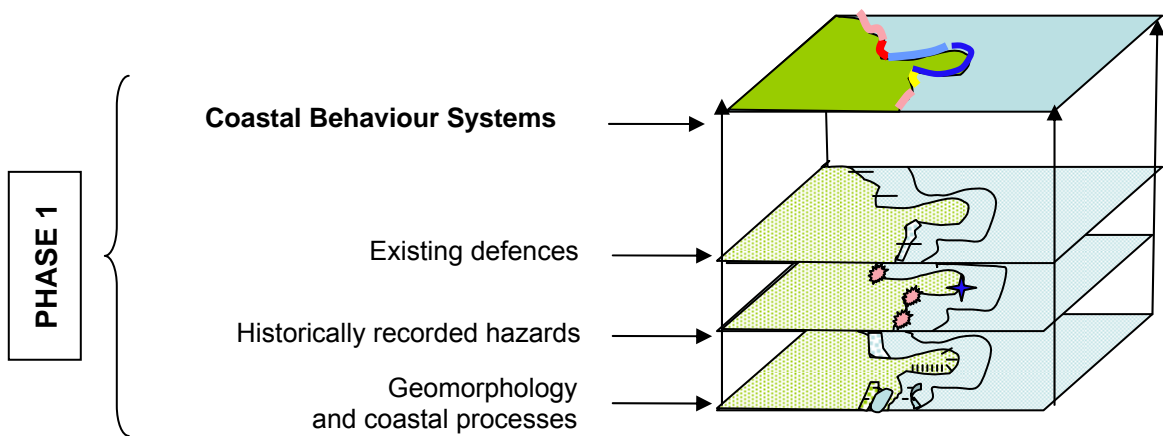 Coastal Behaviour Systems
PHASE 1
Existing defences
Historically recorded hazards
Geomorphology
and coastal processes